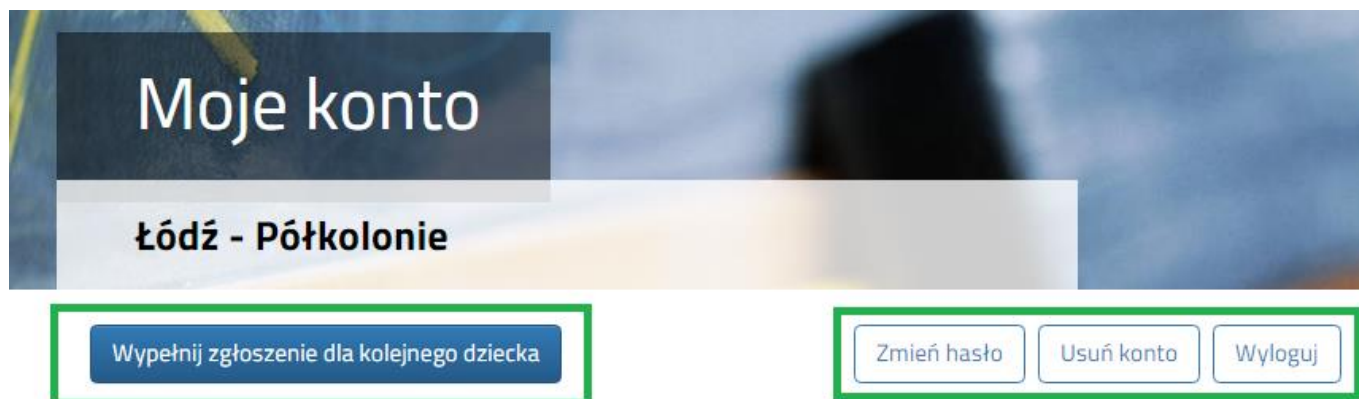 Moje konto
Łódź - Półkolonie
Wypełnij zgłoszenie dla kolejnego dziecka
Zmień hasło
Usuń konto
Wyloguj